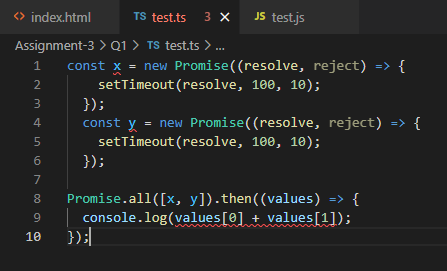 <> index.html TS test.ts 3 × JS test.js
Assignment-3 > Q1 > TS test.ts > ...
1 const x = new Promise((resolve, reject) => {
2 setTimeout(resolve, 100, 10);
3 });
4 const y = new Promise((resolve, reject) => {
5 setTimeout(resolve, 100, 10);
6 });
7
8 Promise.all([x, y]).then((values) => {
9 console.log(values[0] + values[1]);
10 });